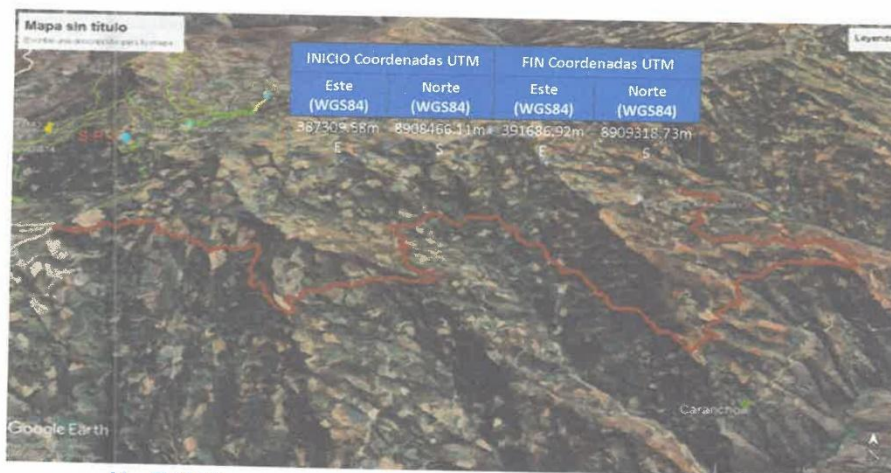 Mapa sin título
Leyenda
INICIO Coordenadas UTM FIN Coordenadas UTM
Este (WGS84) Norte (WGS84) Este (WGS84) Norte (WGS84)
387309.58m E 8908466.11m S 391686.92m E 8909318.73m S
Carancho
Google Earth
N